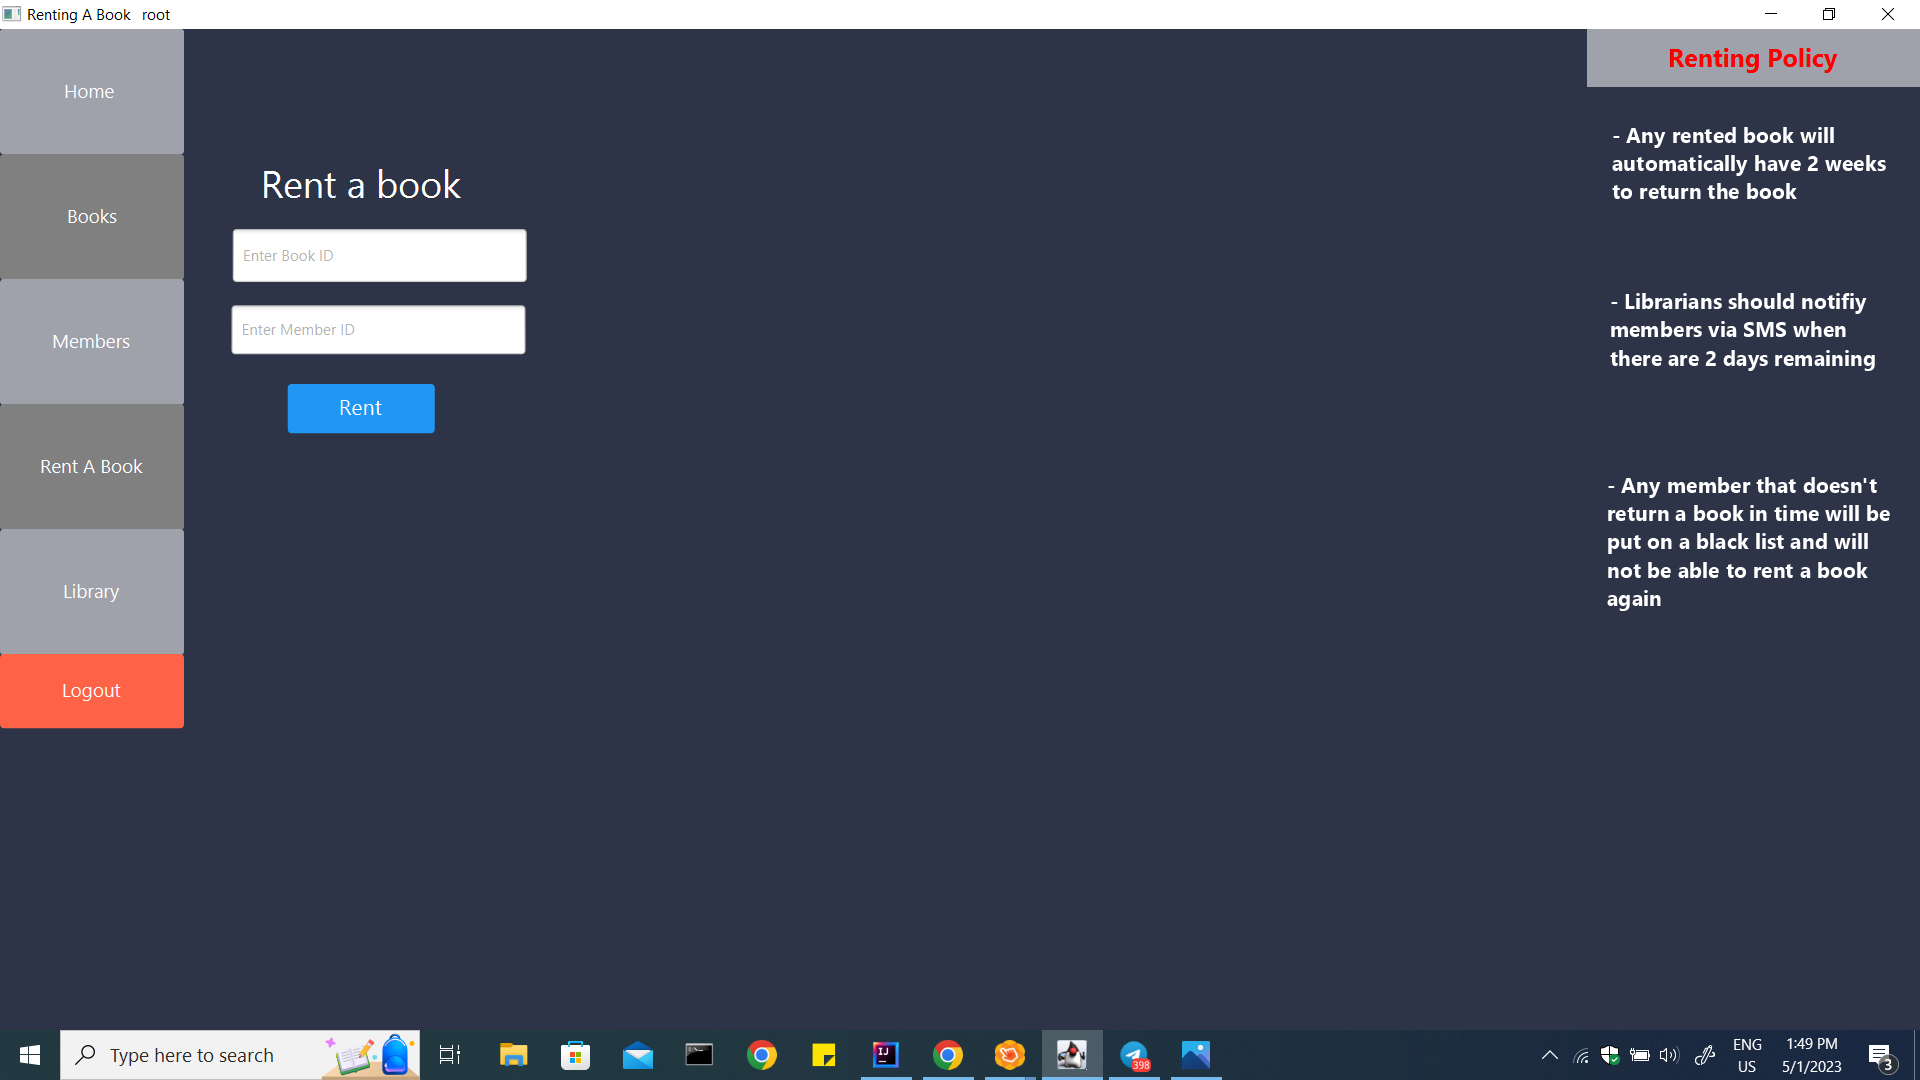 Renting A Book root
Home
Books
Members
Rent A Book
Library
Logout
Rent a book
Enter Book ID
Enter Member ID
Rent
Renting Policy
- Any rented book will
automatically have 2 weeks
to return the book
- Librarians should notifiy
members via SMS when
there are 2 days remaining
- Any member that doesn't
return a book in time will be
put on a black list and will
not be able to rent a book
again
Type here to search
IJ
398
ENG
US
1:49 PM
5/1/2023
3